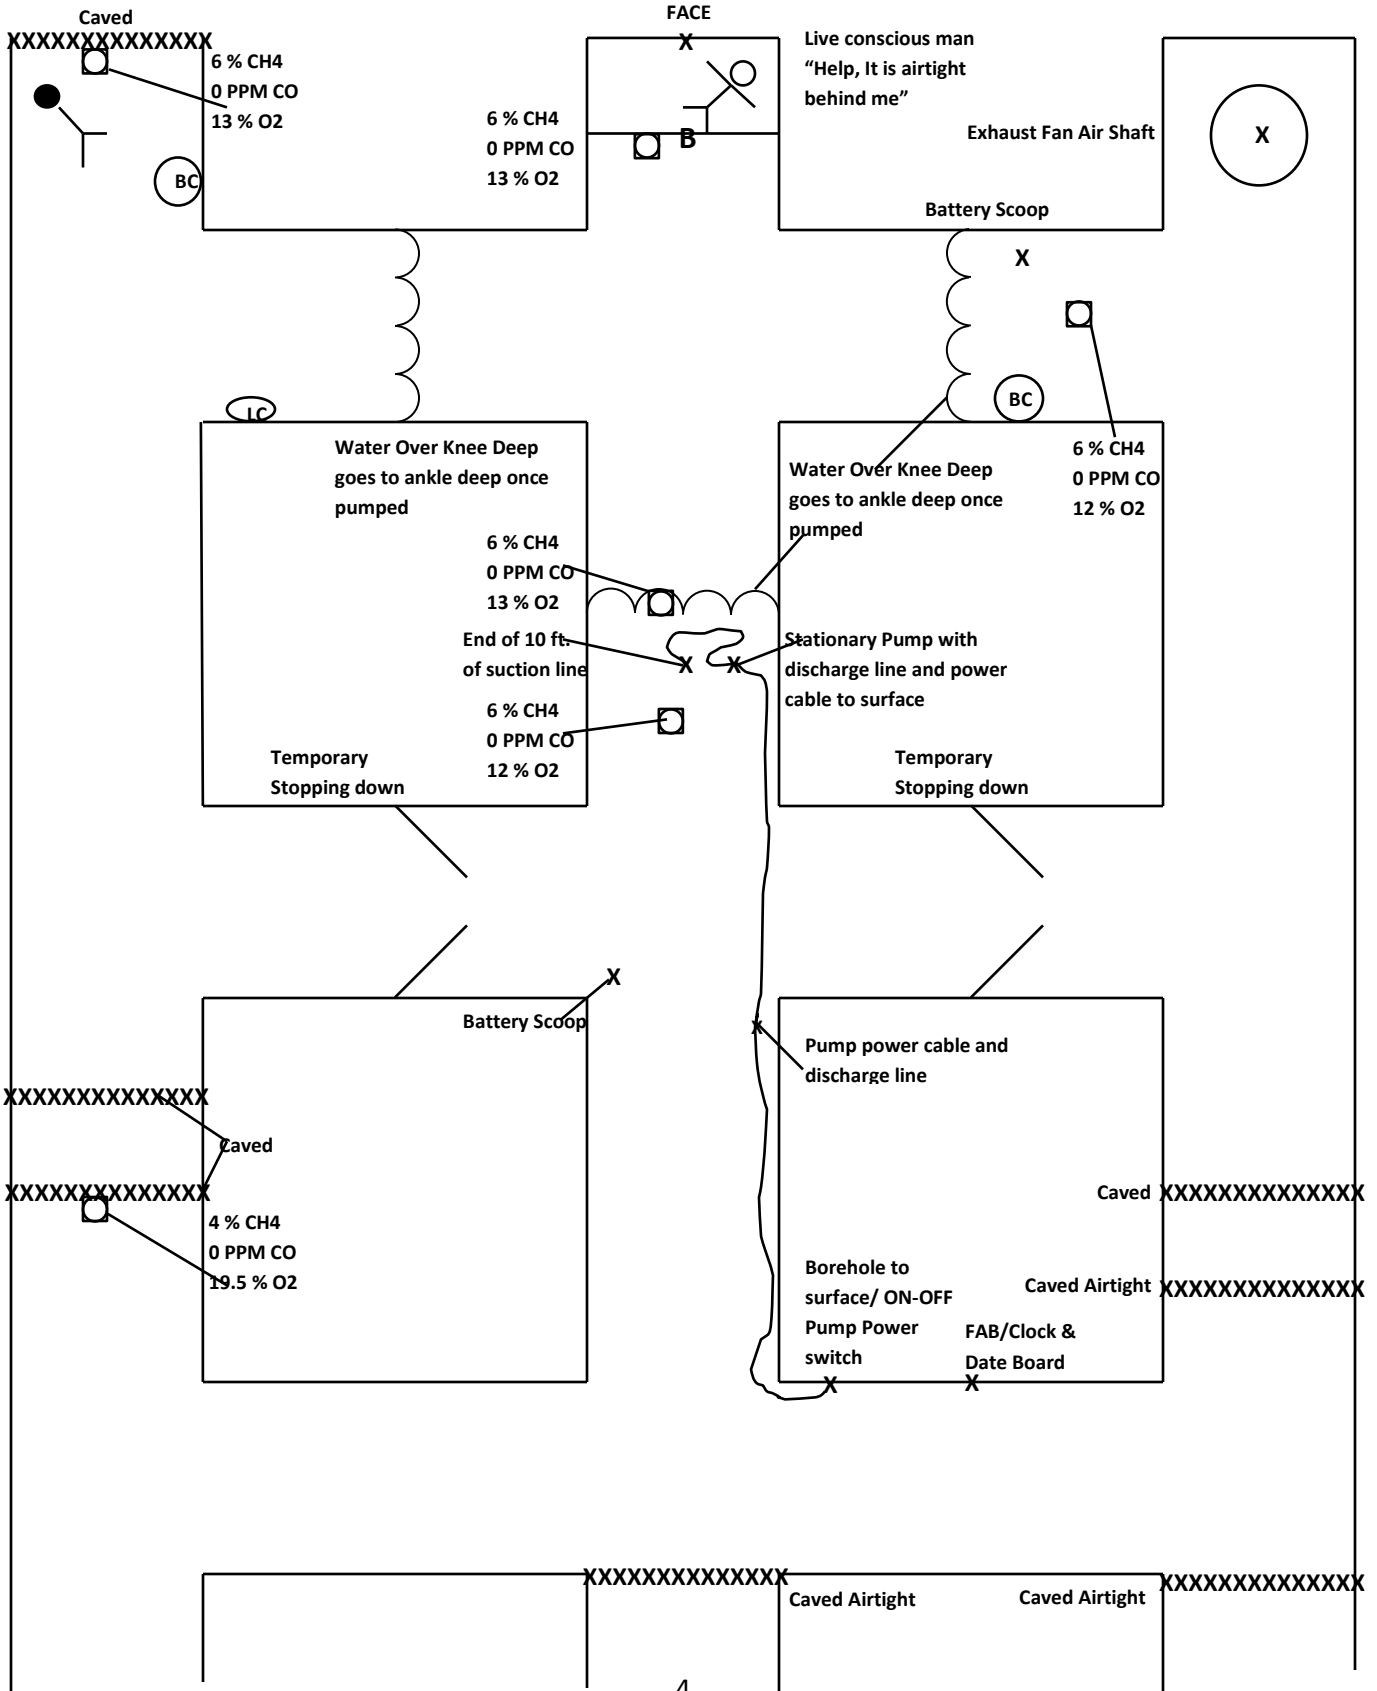 Caved
FACE
XXXXXXXXXXXXXX
X
Live conscious man
“Help, It is airtight
behind me”
6 % CH4
0 PPM CO
13 % O2
6 % CH4
0 PPM CO
13 % O2
B
Exhaust Fan Air Shaft
X
BC
Battery Scoop
X
BC
LC
Water Over Knee Deep
goes to ankle deep once
pumped
Water Over Knee Deep
goes to ankle deep once
pumped
6 % CH4
0 PPM CO
12 % O2
6 % CH4
0 PPM CO
13 % O2
End of 10 ft.
of suction line
X
X
Stationary Pump with
discharge line and power
cable to surface
6 % CH4
0 PPM CO
12 % O2
Temporary
Stopping down
Temporary
Stopping down
X
Battery Scoop
X
Pump power cable and
discharge line
XXXXXXXXXXXXXX
Caved
XXXXXXXXXXXXXX
Caved
XXXXXXXXXXXXXX
4 % CH4
0 PPM CO
19.5 % O2
Borehole to
surface/ ON-OFF
Pump Power
switch
Caved Airtight
XXXXXXXXXXXXXX
FAB/Clock &
Date Board
X
X
XXXXXXXXXXXXXX
Caved Airtight
Caved Airtight
XXXXXXXXXXXXXX
4